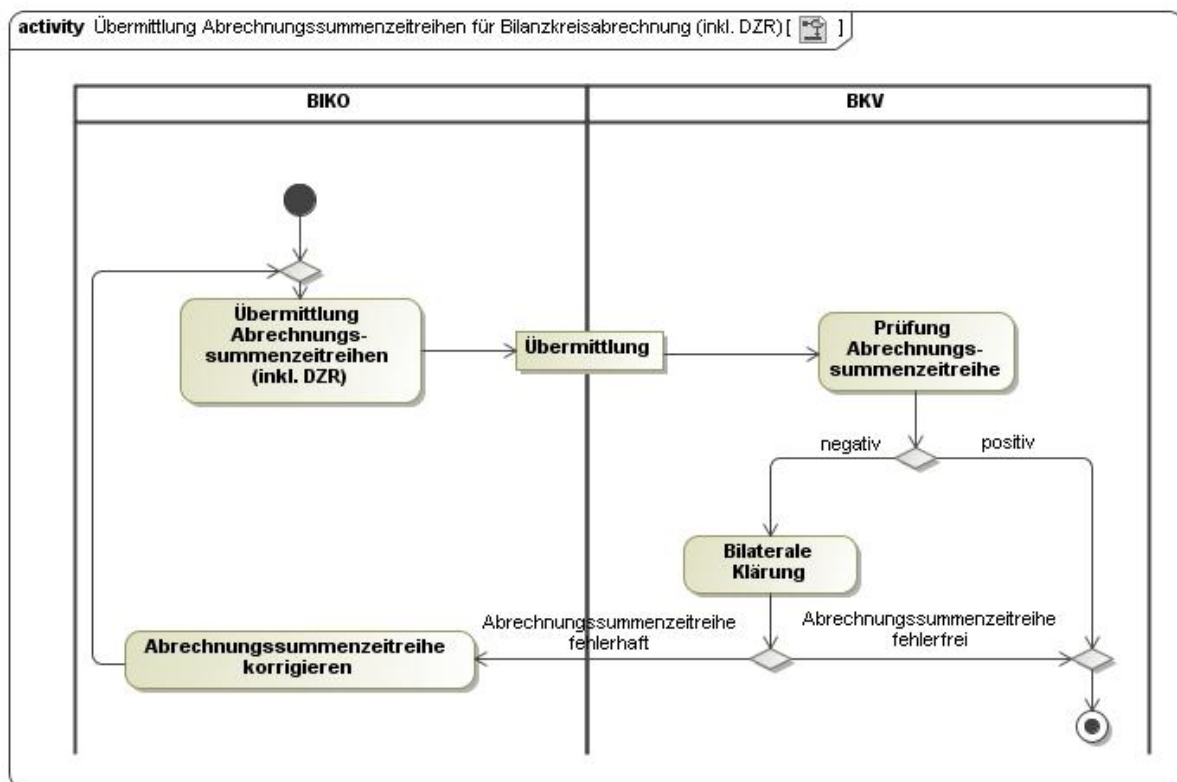 activity Übermittlung Abrechnungssummenzeitreihen für Bilanzkreisabrechnung (inkl. DZR) [ ]
BIKO
BKV
Übermittlung
Abrechnungs-
summenzeitreihen
(inkl. DZR)
Übermittlung
Prüfung
Abrechnungs-
summenzeitreihe
negativ
positiv
Bilaterale
Klärung
Abrechnungssummenzeitreihe
fehlerhaft
Abrechnungssummenzeitreihe
fehlerfrei
Abrechnungssummenzeitreihe
korrigieren